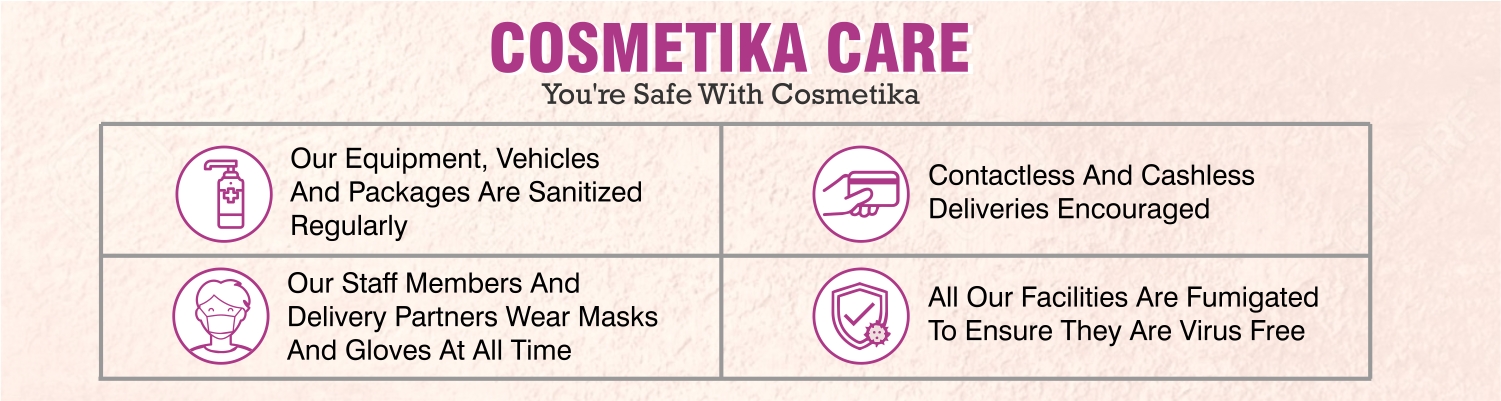 COSMETIKA CARE
You're Safe With Cosmetika
Our Equipment, Vehicles
And Packages Are Sanitized
Regularly
Contactless And Cashless
Deliveries Encouraged
Our Staff Members And
Delivery Partners Wear Masks
And Gloves At All Time
All Our Facilities Are Fumigated
To Ensure They Are Virus Free